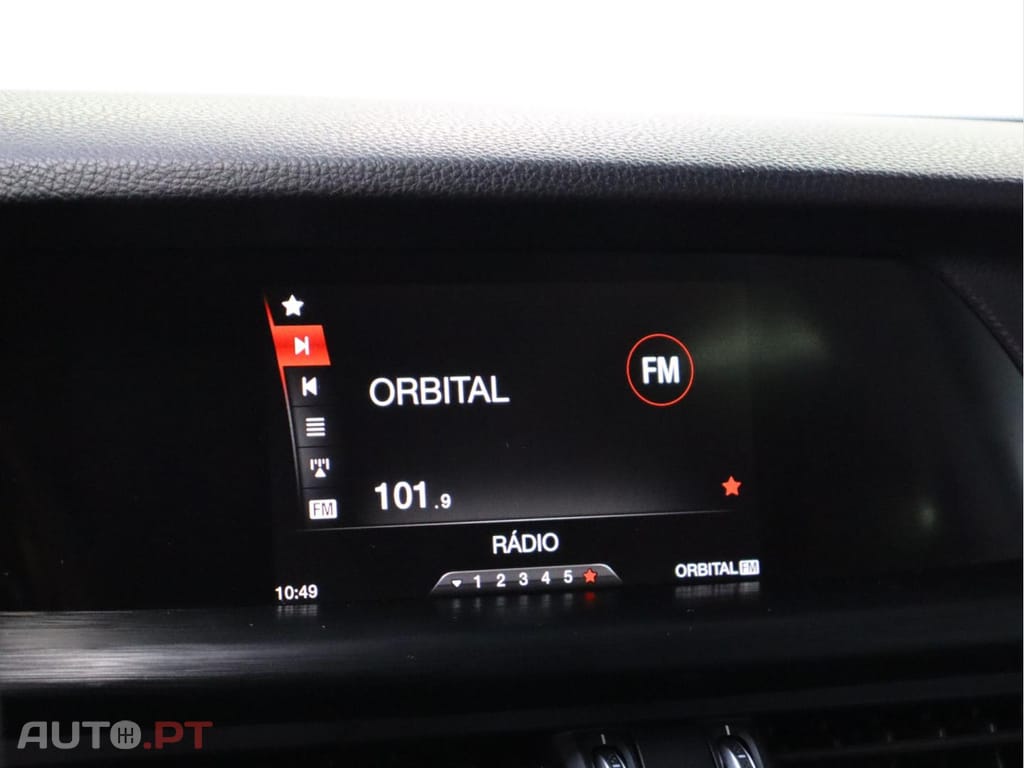 ORBITAL
FM
101.9
FM
RÁDIO
10:49
1 2 3 4 5
ORBITAL FM
AUTO.PT